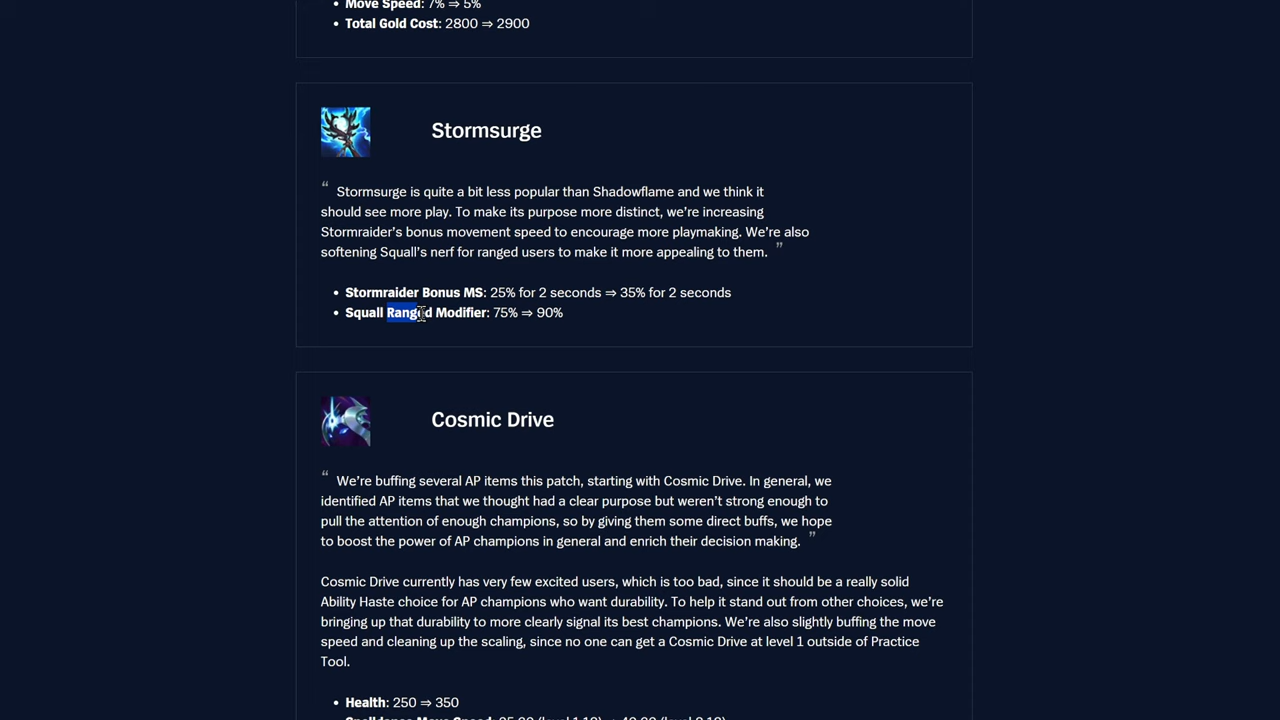 Move Speed: 7% ⇒ 5%
Total Gold Cost: 2800 ⇒ 2900
Stormsurge
“ Stormsurge is quite a bit less popular than Shadowflame and we think it
should see more play. To make its purpose more distinct, we’re increasing
Stormraider’s bonus movement speed to encourage more playmaking. We’re also
softening Squall’s nerf for ranged users to make it more appealing to them. ”
• Stormraider Bonus MS: 25% for 2 seconds ⇒ 35% for 2 seconds
• Squall Ranged Modifier: 75% ⇒ 90%
Cosmic Drive
“ We’re buffing several AP items this patch, starting with Cosmic Drive. In general, we
identified AP items that we thought had a clear purpose but weren’t strong enough to
pull the attention of enough champions, so by giving them some direct buffs, we hope
to boost the power of AP champions in general and enrich their decision making. ”
Cosmic Drive currently has very few excited users, which is too bad, since it should be a really solid
Ability Haste choice for AP champions who want durability. To help it stand out from other choices, we’re
bringing up that durability to more clearly signal its best champions. We’re also slightly buffing the move
speed and cleaning up the scaling, since no one can get a Cosmic Drive at level 1 outside of Practice
Tool.
• Health: 250 ⇒ 350